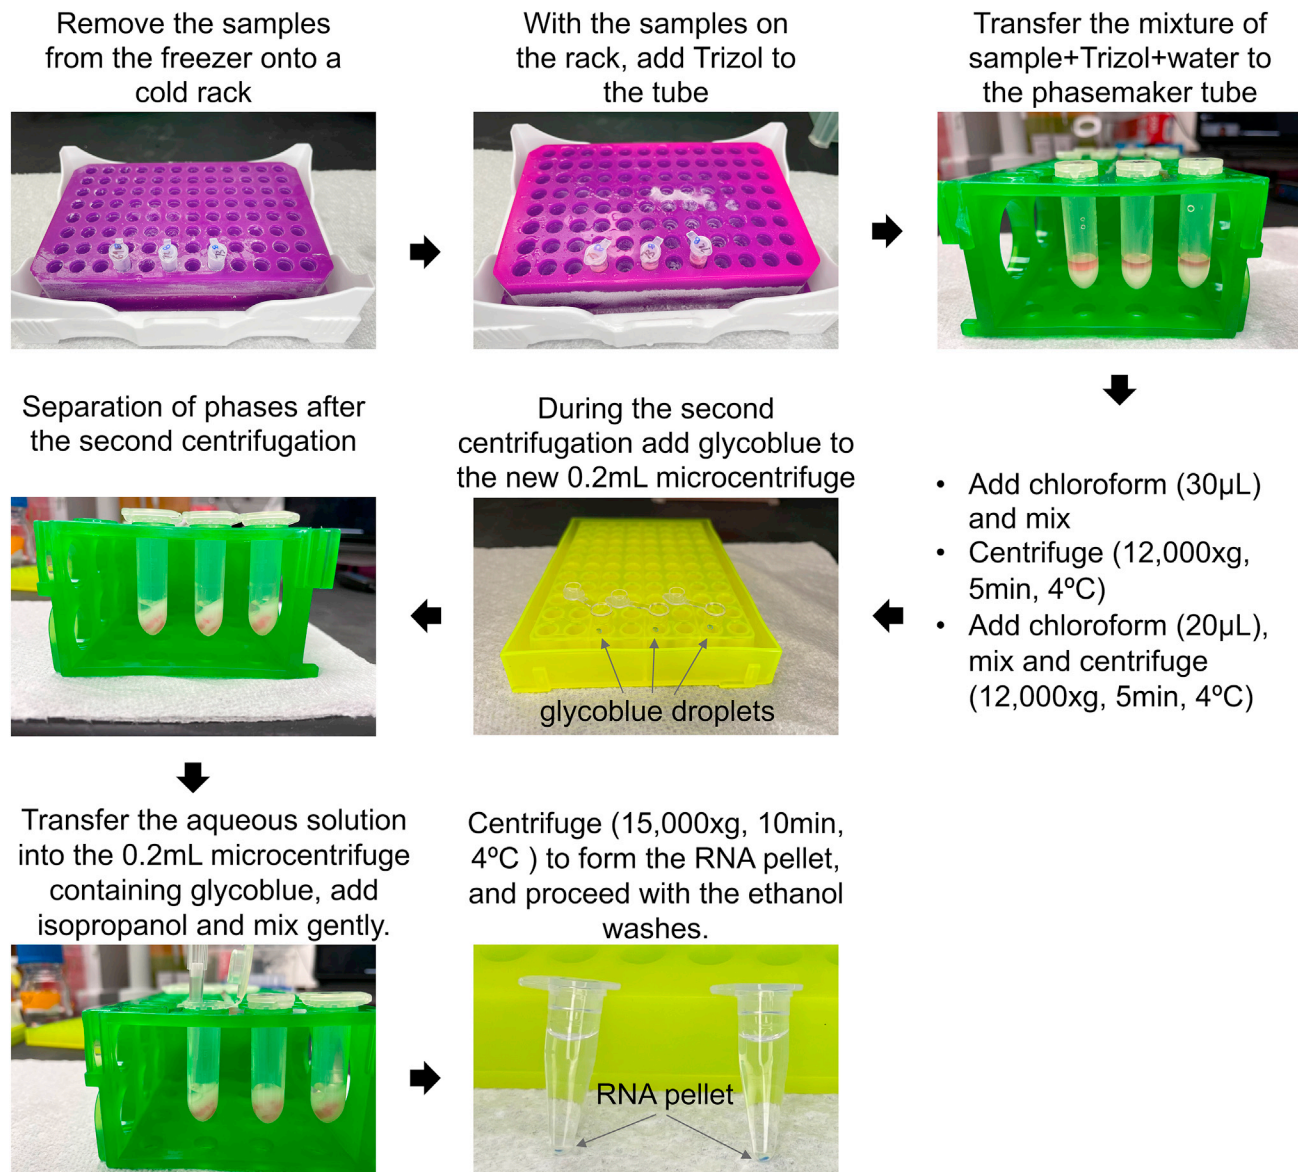 Remove the samples
from the freezer onto a
cold rack
With the samples on
the rack, add Trizol to
the tube
Transfer the mixture of
sample+Trizol+water to
the phasemaker tube
• Add chloroform (30µL)
and mix
• Centrifuge (12,000xg,
5min, 4ºC)
• Add chloroform (20µL),
mix and centrifuge
(12,000xg, 5min, 4ºC)
During the second
centrifugation add glycoblue to
the new 0.2mL microcentrifuge
glycoblue droplets
Separation of phases after
the second centrifugation
Transfer the aqueous solution
into the 0.2mL microcentrifuge
containing glycoblue, add
isopropanol and mix gently.
Centrifuge (15,000xg, 10min,
4ºC ) to form the RNA pellet,
and proceed with the ethanol
washes.
RNA pellet